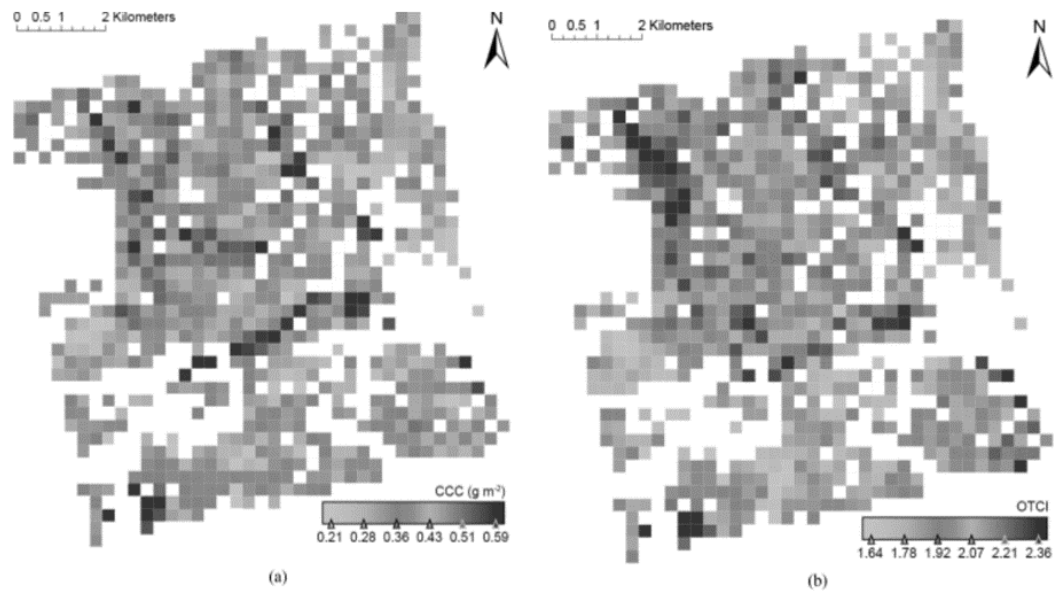 0 0.5 1 2 Kilometers
N
CCC (g m-2)
0.21 0.28 0.36 0.43 0.51 0.59
(a)
0 0.5 1 2 Kilometers
N
OTCI
1.64 1.78 1.92 2.07 2.21 2.36
(b)